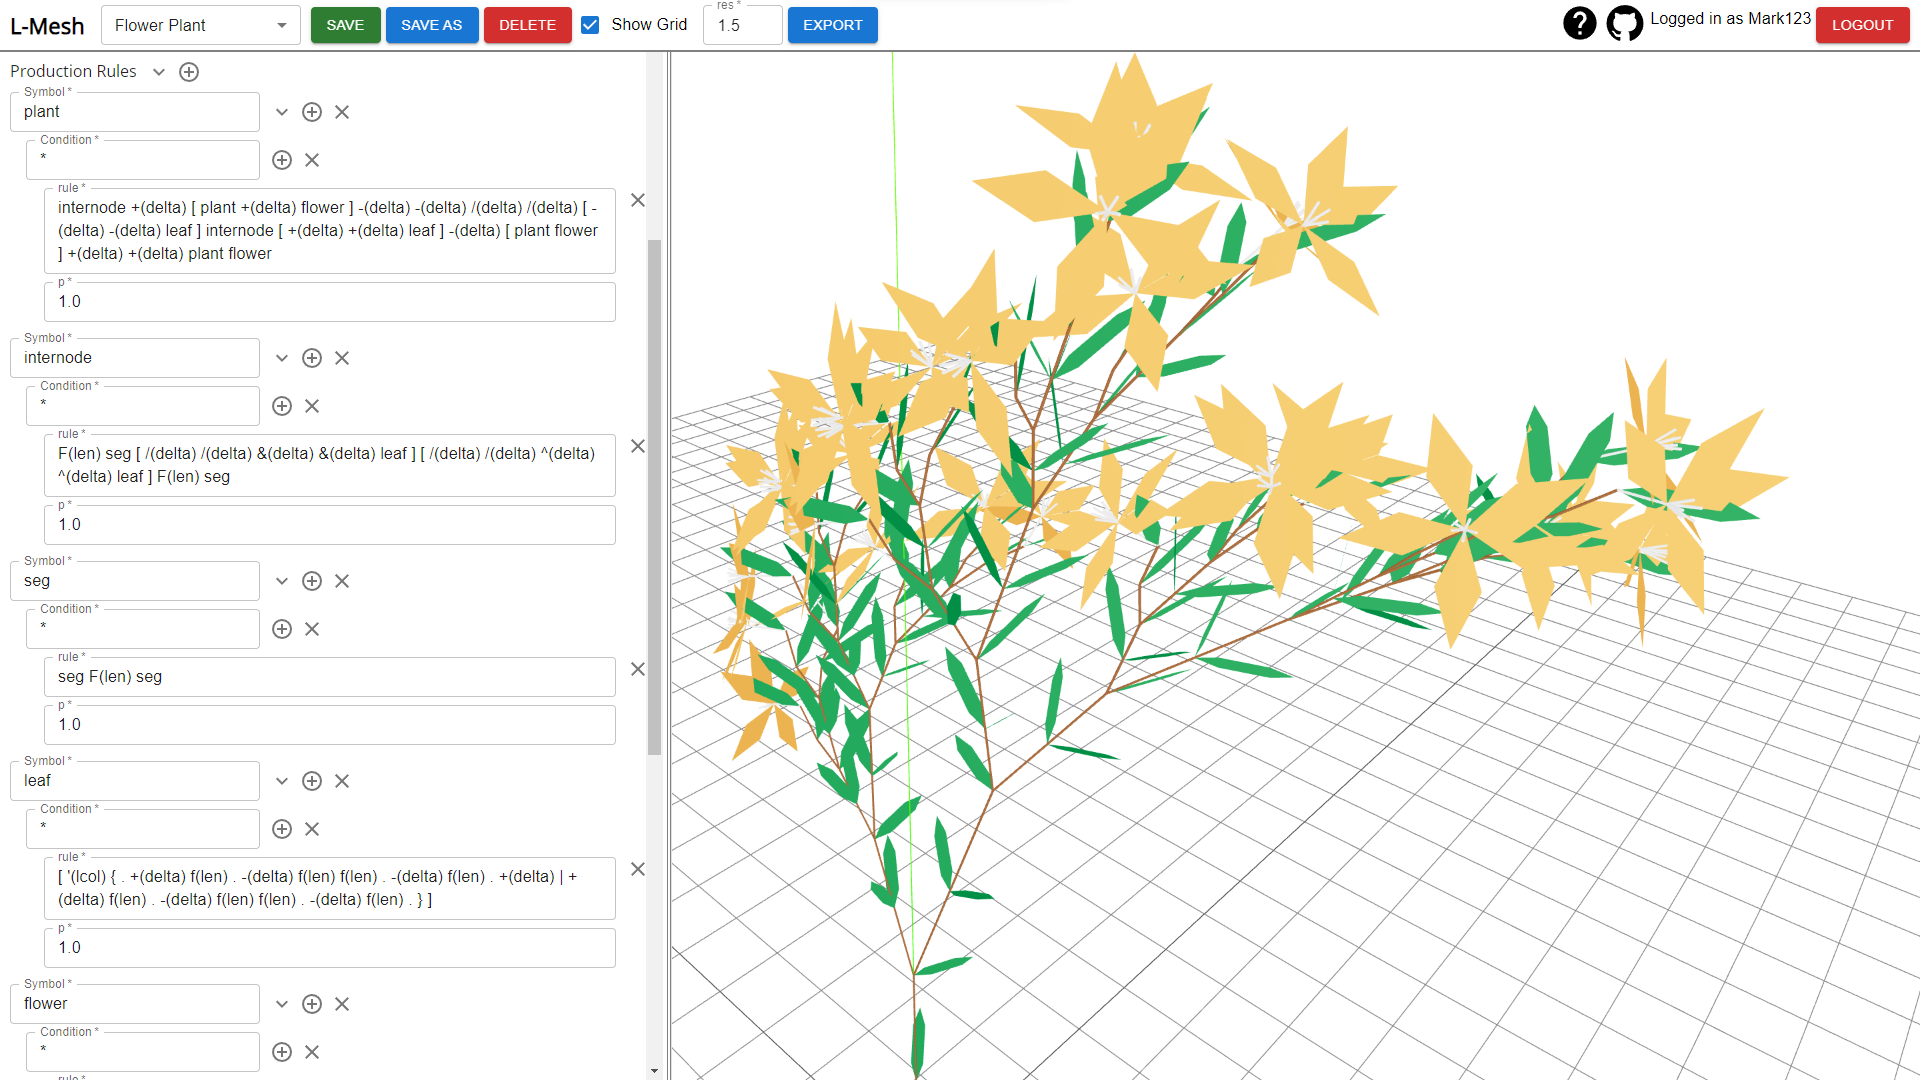 L-Mesh
Flower Plant
SAVE
SAVE AS
DELETE
Show Grid
res *
1.5
EXPORT
?
Logged in as Mark123
LOGOUT
Production Rules
Symbol *
plant
Condition *
*
rule *
internode +(delta) [ plant +(delta) flower ] -(delta) -(delta) /(delta) /(delta) [ -
(delta) -(delta) leaf ] internode [ +(delta) +(delta) leaf ] -(delta) [ plant flower
] +(delta) +(delta) plant flower
p *
1.0
Symbol *
internode
Condition *
*
rule *
F(len) seg [ /(delta) /(delta) &(delta) &(delta) leaf ] [ /(delta) /(delta) ^(delta)
^(delta) leaf ] F(len) seg
p *
1.0
Symbol *
seg
Condition *
*
rule *
seg F(len) seg
p *
1.0
Symbol *
leaf
Condition *
*
rule *
[ '(lcol) { . +(delta) f(len) . -(delta) f(len) f(len) . -(delta) f(len) . +(delta) | +
(delta) f(len) . -(delta) f(len) f(len) . -(delta) f(len) . } ]
p *
1.0
Symbol *
flower
Condition *
*
rule *